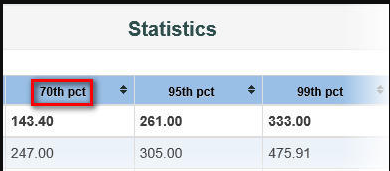 Statistics
70th pct 95th pct 99th pct
143.40 261.00 333.00
247.00 305.00 475.91